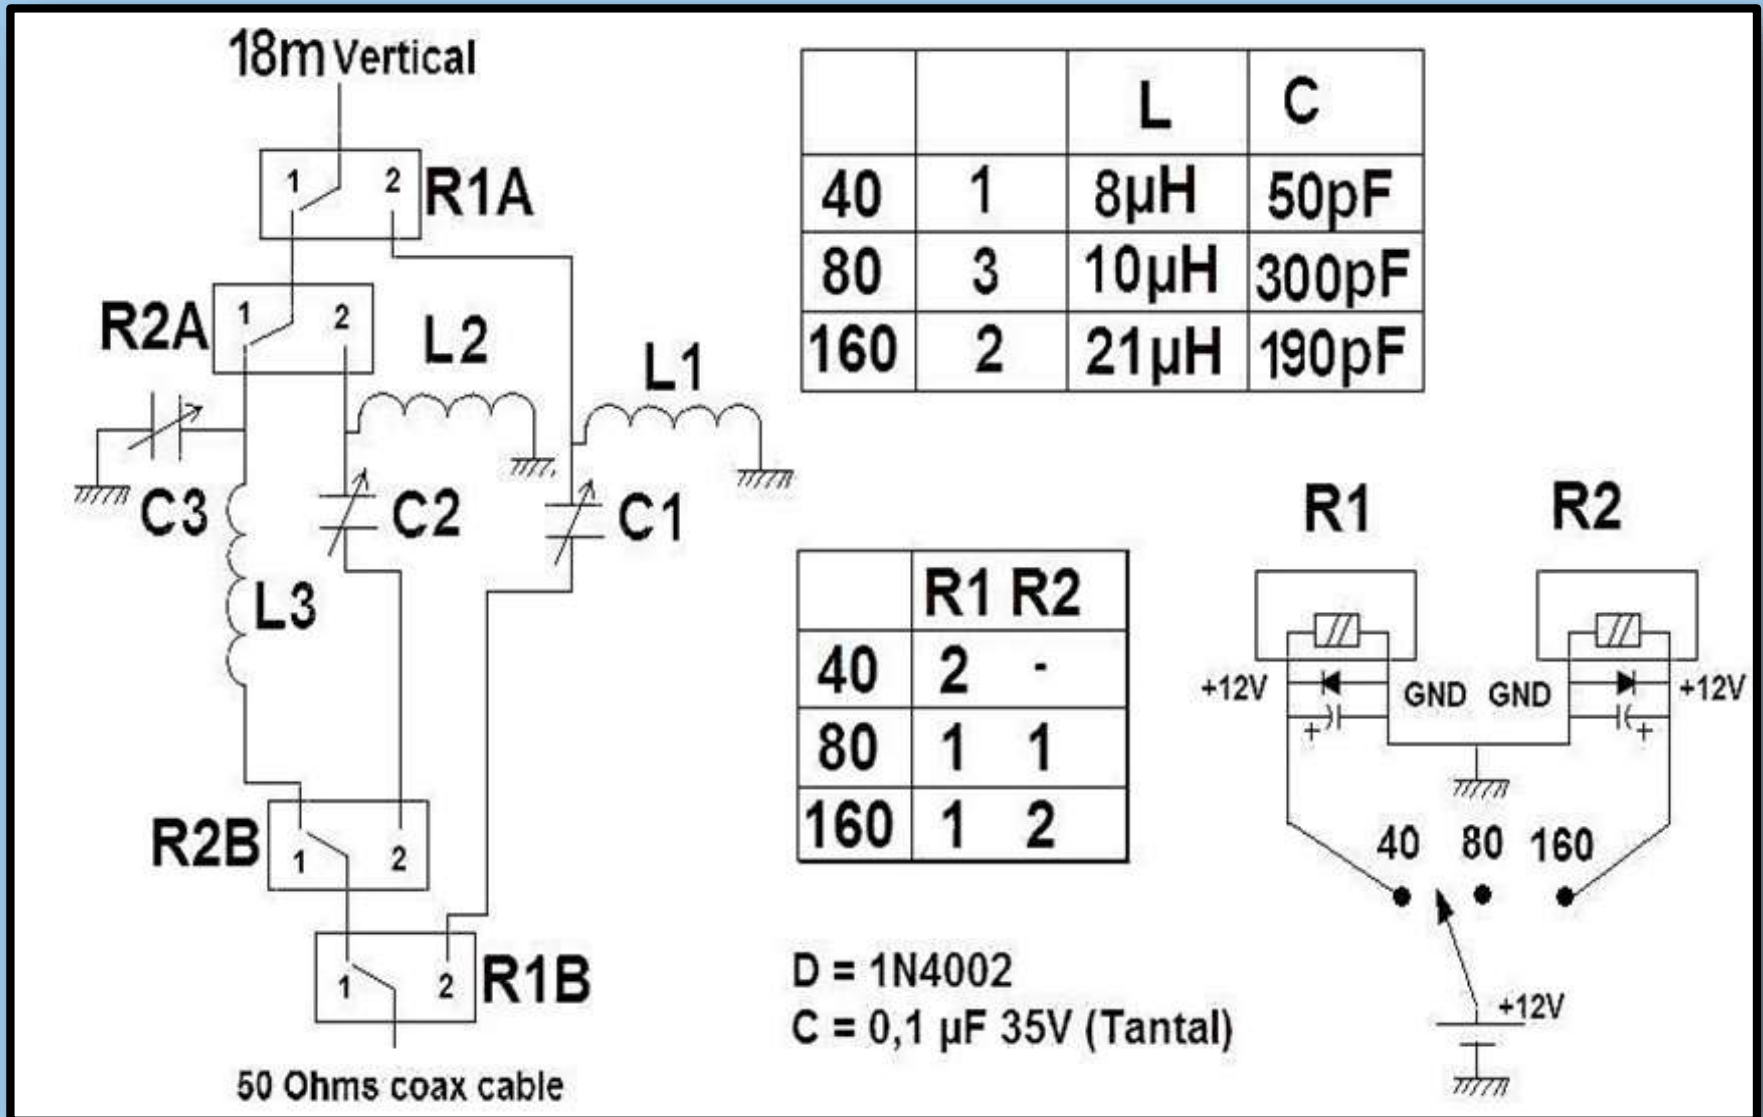 18m Vertical
1 2 R1A
R2A 1 2
L2
L1
C3
C2
C1
L3
R2B 1 2
1 2 R1B
50 Ohms coax cable
L C
40 1 8µH 50pF
80 3 10µH 300pF
160 2 21µH 190pF
R1 R2
40 2 -
80 1 1
160 1 2
D = 1N4002
C = 0,1 µF 35V (Tantal)
R1 R2
+12V GND GND +12V
+ +
40 80 160
+12V